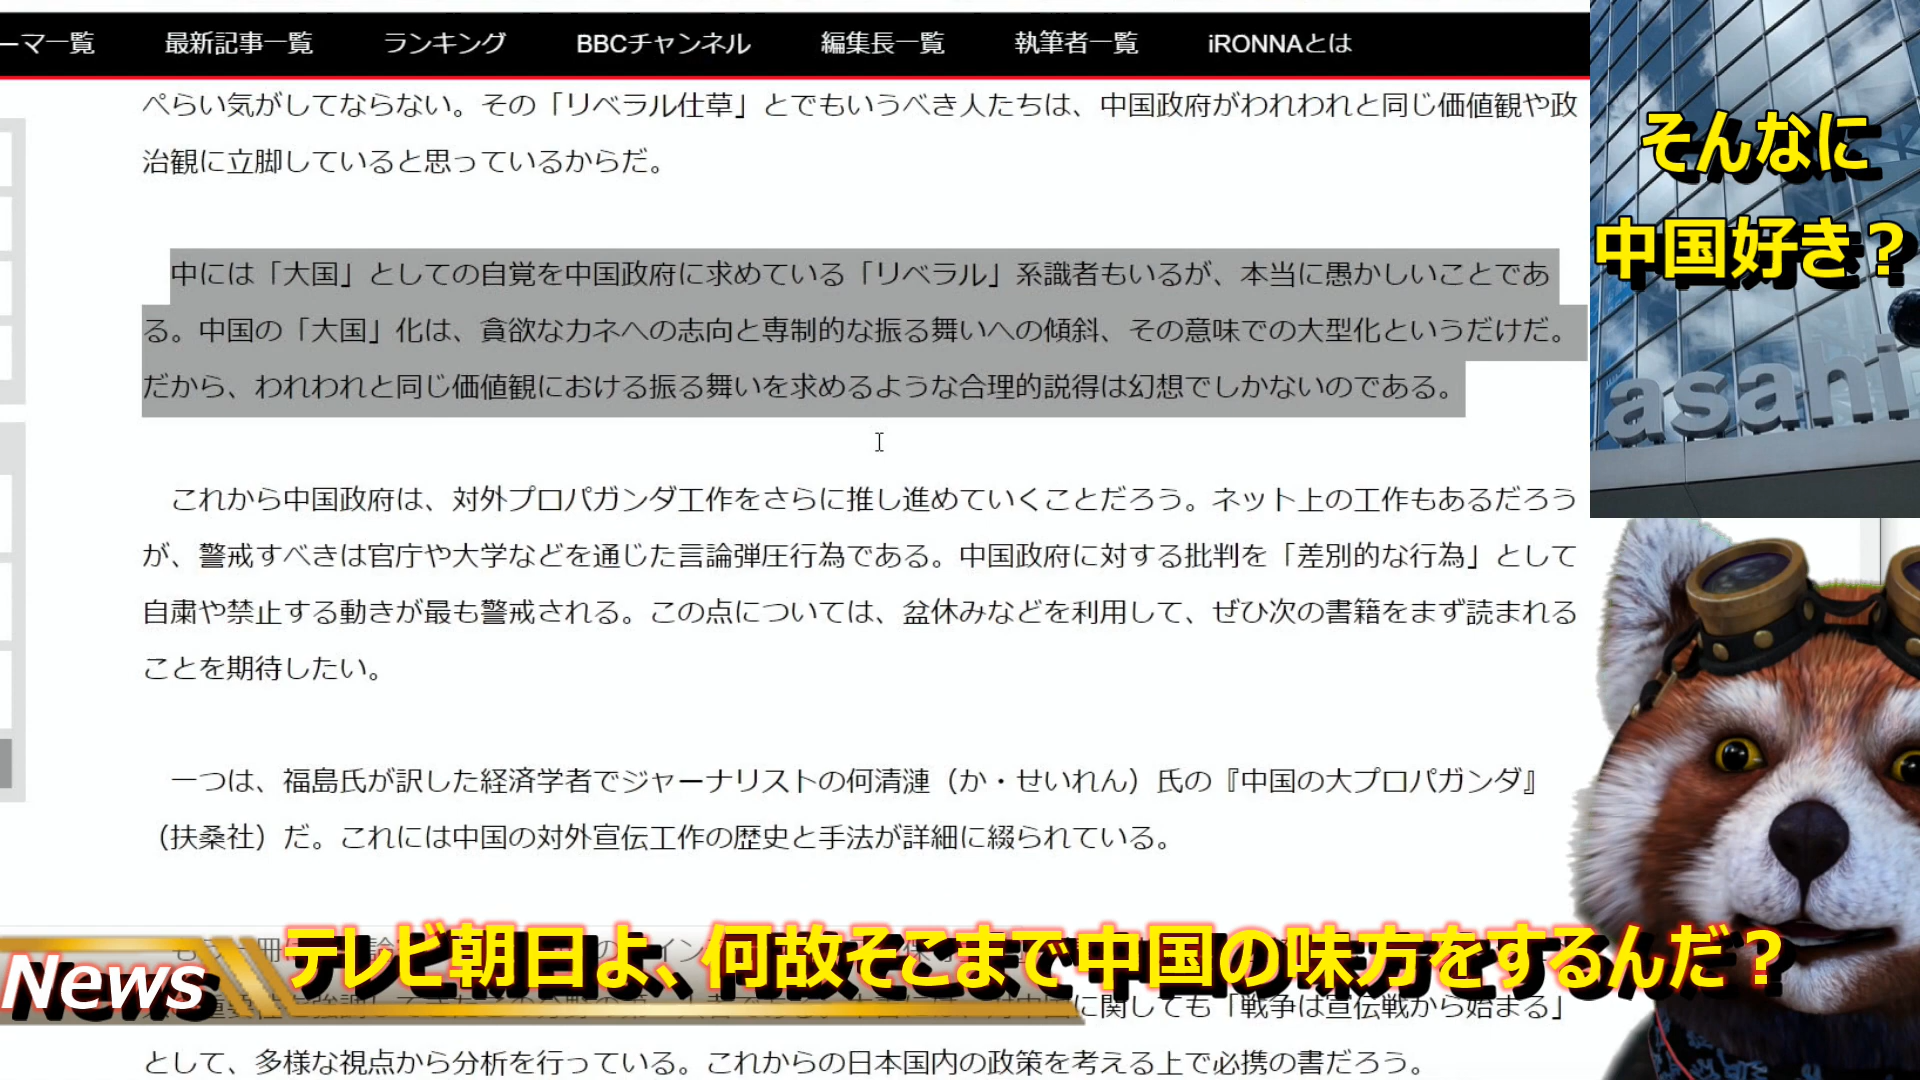 ーマ一覧 最新記事一覧 ランキング BBCチャンネル 編集長一覧 執筆者一覧 iRONNAとは
ぺらい気がしてならない。その「リベラル仕草」とでもいうべき人たちは、中国政府がわれわれと同じ価値観や政
治観に立脚していると思っているからだ。
中には「大国」としての自覚を中国政府に求めている「リベラル」系識者もいるが、本当に愚かしいことであ
る。中国の「大国」化は、貪欲なカネへの志向と専制的な振る舞いへの傾斜、その意味での大型化というだけだ。
だから、われわれと同じ価値観における振る舞いを求めるような合理的説得は幻想でしかないのである。
これから中国政府は、対外プロパガンダ工作をさらに推し進めていくことだろう。ネット上の工作もあるだろう
が、警戒すべきは官庁や大学などを通じた言論弾圧行為である。中国政府に対する批判を「差別的な行為」として
自粛や禁止する動きが最も警戒される。この点については、盆休みなどを利用して、ぜひ次の書籍をまず読まれる
ことを期待したい。
一つは、福島氏が訳した経済学者でジャーナリストの何清漣（か・せいれん）氏の『中国の大プロパガンダ』
（扶桑社）だ。これには中国の対外宣伝工作の歴史と手法が詳細に綴られている。
に関しても「戦争は宣伝戦から始まる」
として、多様な視点から分析を行っている。これからの日本国内の政策を考える上で必携の書だろう。
そんなに
中国好き？
asahi
News
テレビ朝日よ、何故そこまで中国の味方をするんだ？